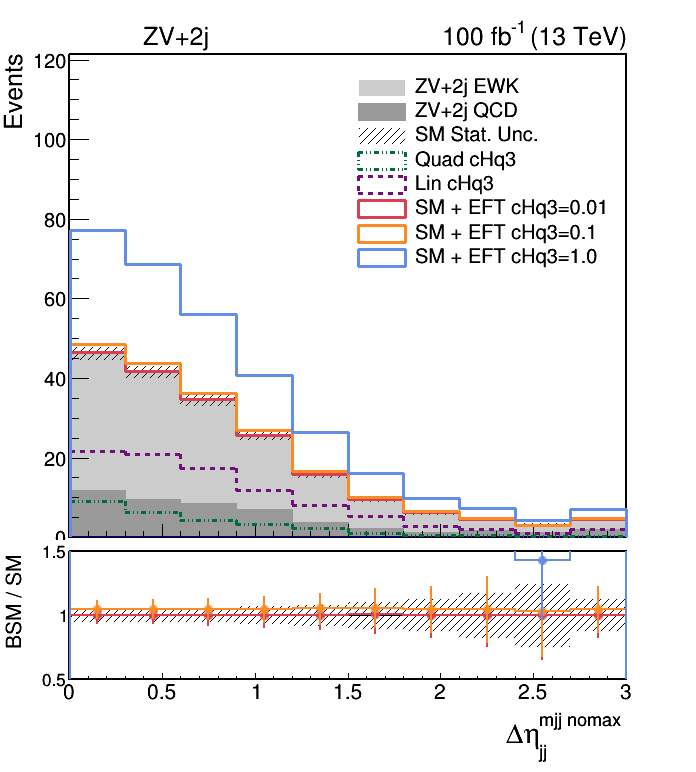 ZV+2j 100 fb-1 (13 TeV)
Events
120
100
80
60
40
20
0
ZV+2j EWK
ZV+2j QCD
SM Stat. Unc.
Quad cHq3
Lin cHq3
SM + EFT cHq3=0.01
SM + EFT cHq3=0.1
SM + EFT cHq3=1.0
BSM / SM
1.5
1
0.5
0 0.5 1 1.5 2 2.5 3
Δη jj mjj nomax